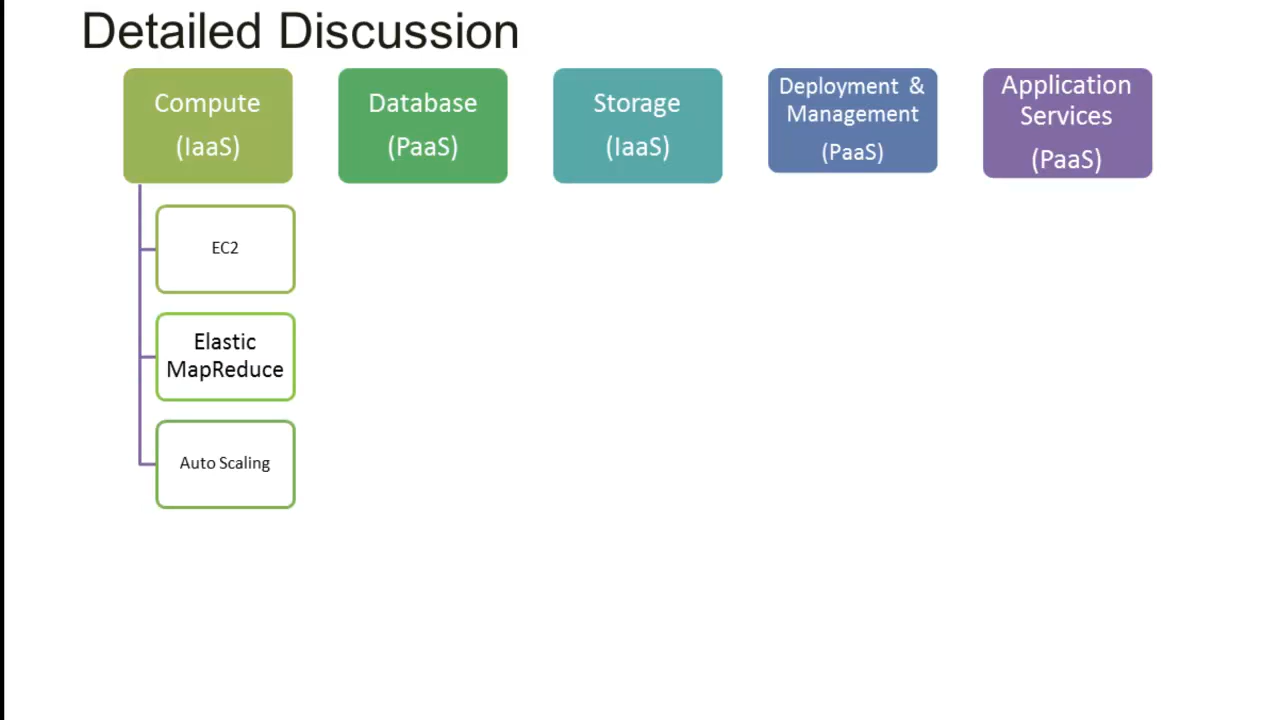 Detailed Discussion
Compute
(IaaS)
Database
(PaaS)
Storage
(IaaS)
Deployment &
Management
(PaaS)
Application
Services
(PaaS)
EC2
Elastic
MapReduce
Auto Scaling